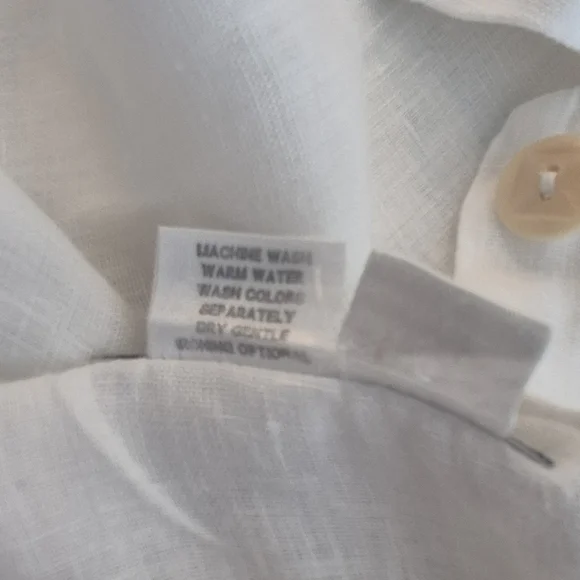 MACHINE WASH
WARM WATER
WASH COLORS
SEPARATELY
DRY GENTLE
IRONING OPTIONAL